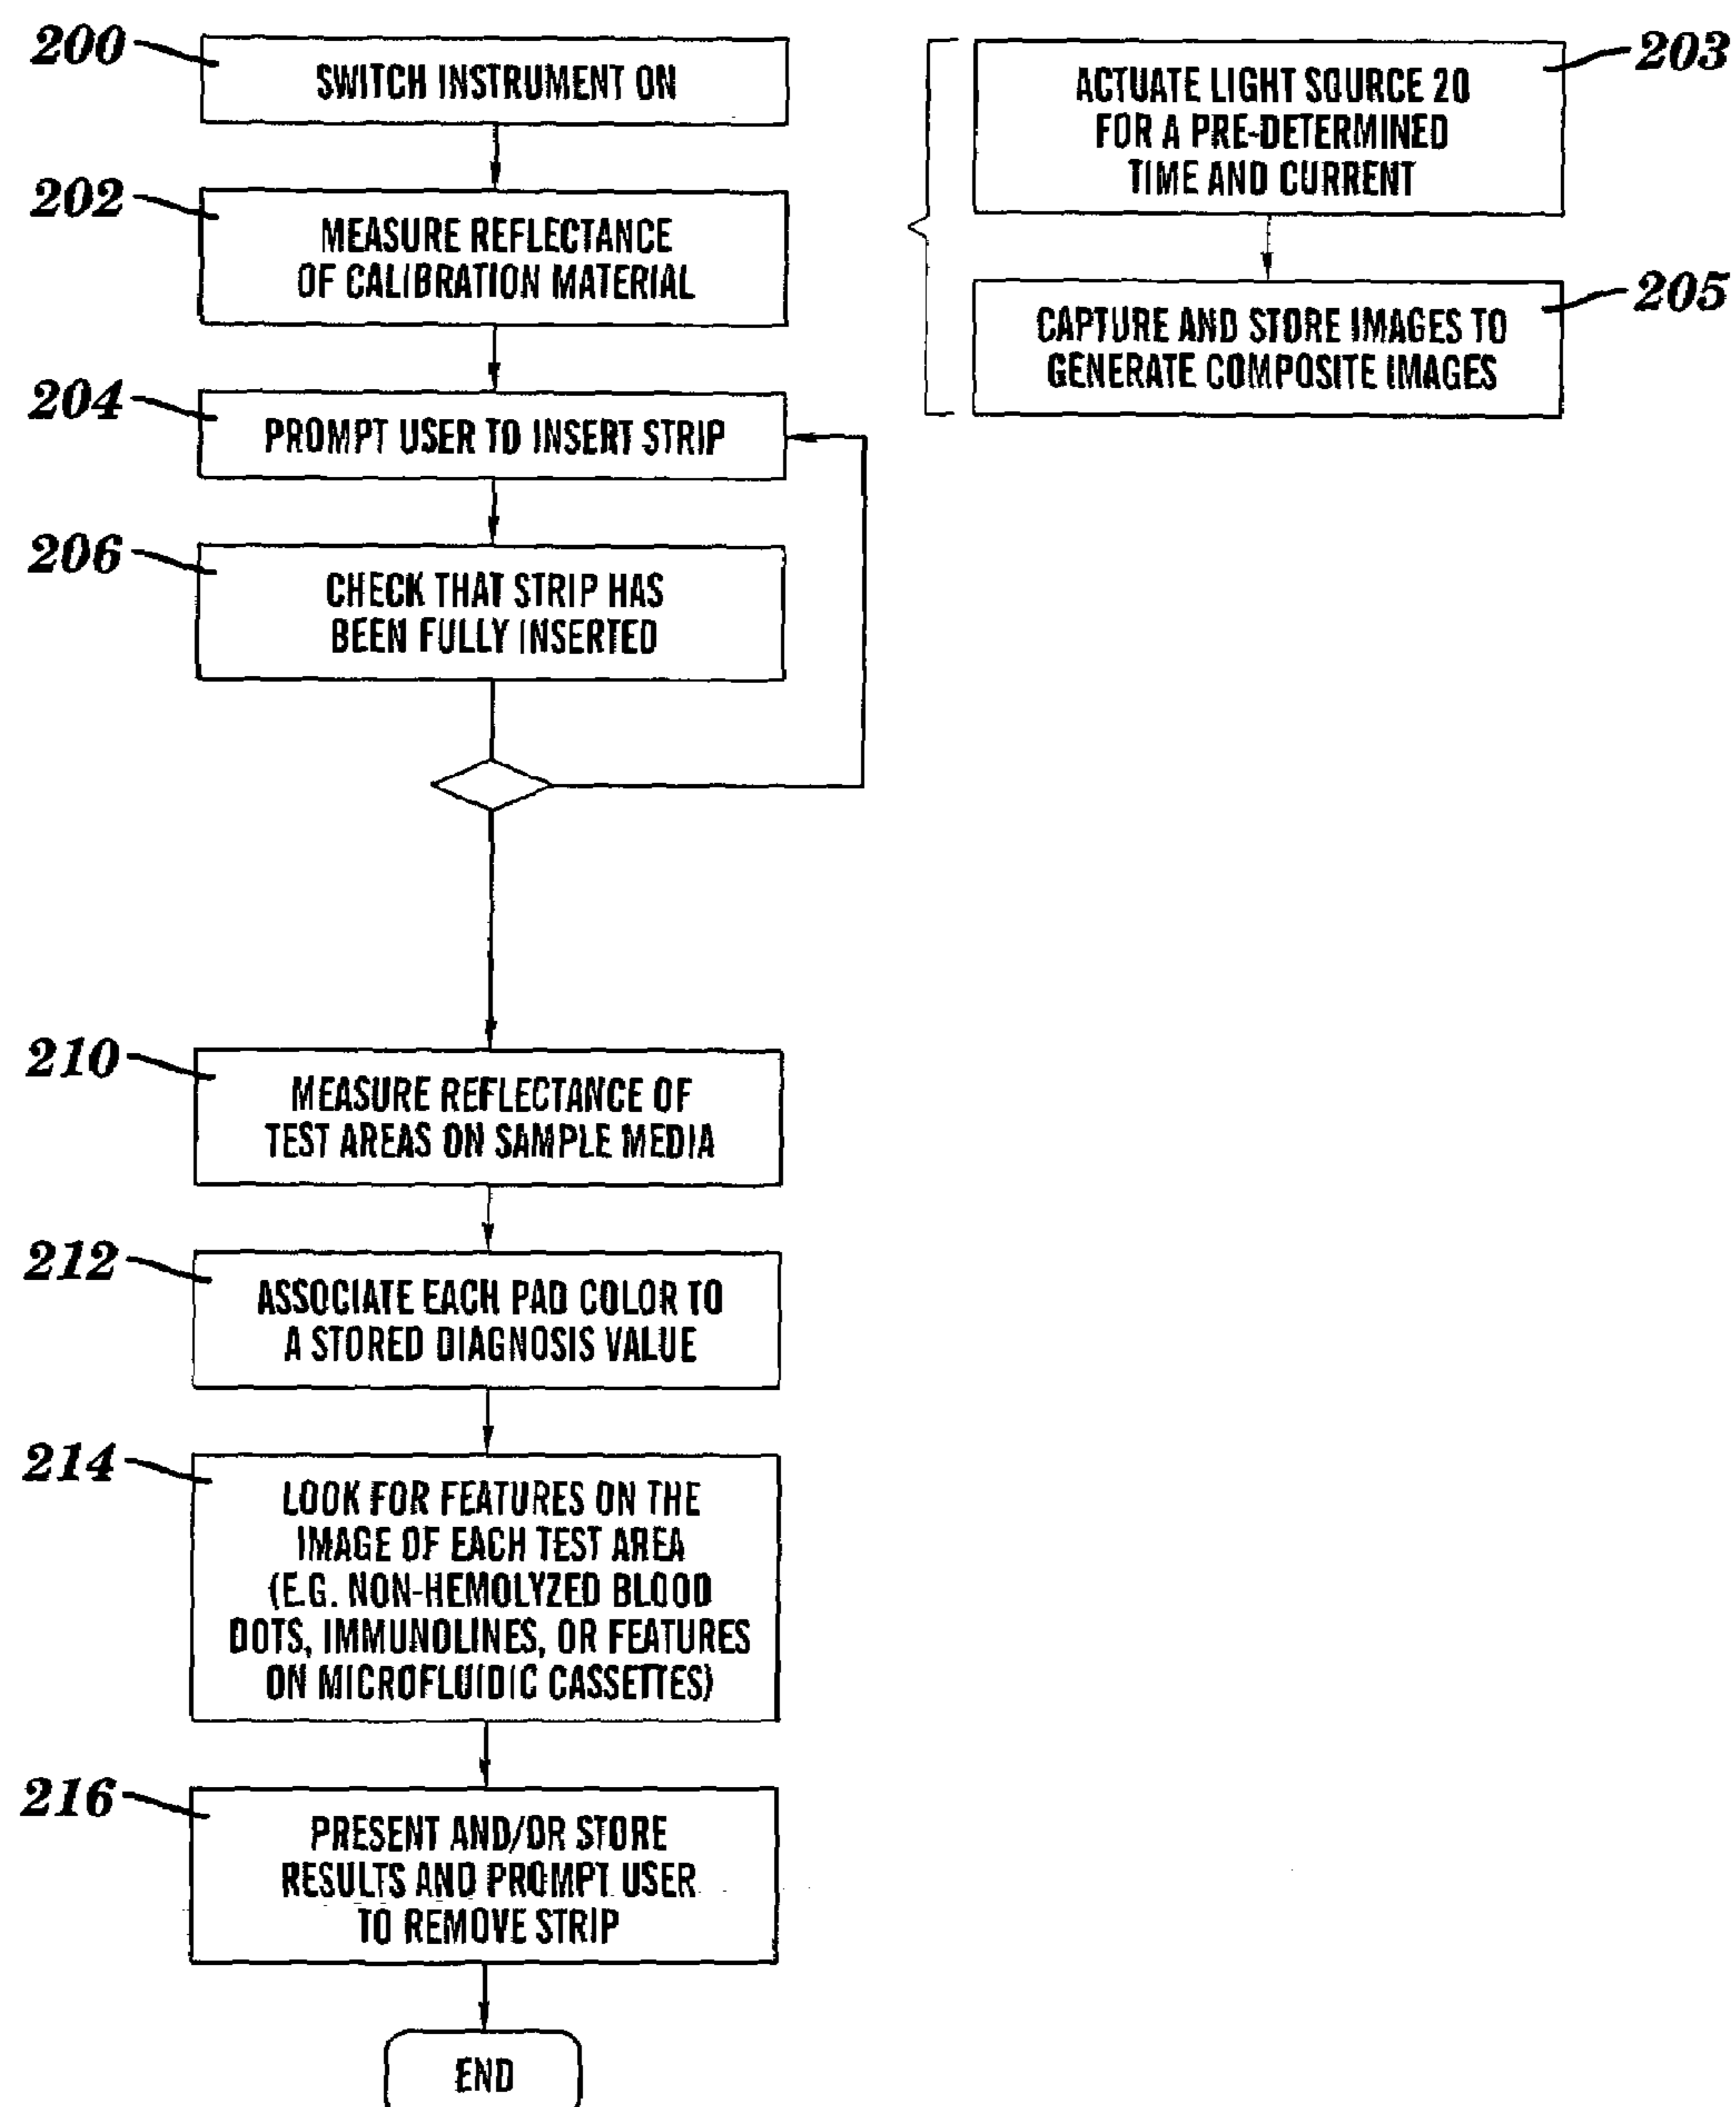 200
SWITCH INSTRUMENT ON
202
MEASURE REFLECTANCE
OF CALIBRATION MATERIAL
203
ACTUATE LIGHT SOURCE 20
FOR A PRE-DETERMINED
TIME AND CURRENT
205
CAPTURE AND STORE IMAGES TO
GENERATE COMPOSITE IMAGES
204
PROMPT USER TO INSERT STRIP
206
CHECK THAT STRIP HAS
BEEN FULLY INSERTED
210
MEASURE REFLECTANCE OF
TEST AREAS ON SAMPLE MEDIA
212
ASSOCIATE EACH PAD COLOR TO
A STORED DIAGNOSIS VALUE
214
LOOK FOR FEATURES ON THE
IMAGE OF EACH TEST AREA
(E.G. NON-HEMOLYZED BLOOD
DOTS, IMMUNOLINES, OR FEATURES
ON MICROFLUIDIC CASSETTES)
216
PRESENT AND/OR STORE
RESULTS AND PROMPT USER
TO REMOVE STRIP
END